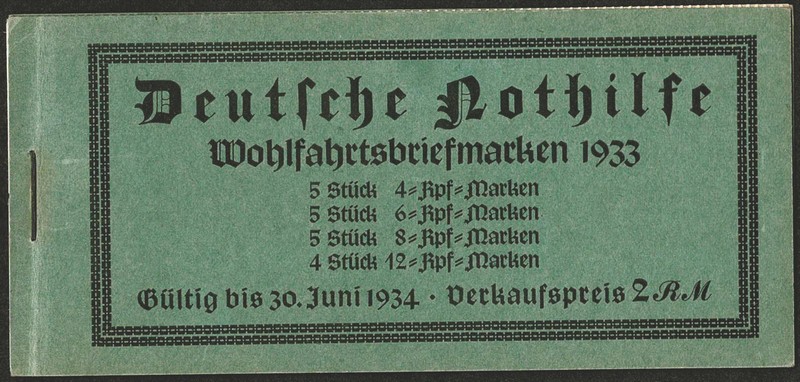 Deutſche Nothilfe
Wohlfahrtsbriefmarken 1933
5 Stück 4=Rpf=Marken
5 Stück 6=Rpf=Marken
5 Stück 8=Rpf=Marken
4 Stück 12=Rpf=Marken
Gültig bis 30. Juni 1934 · Verkaufspreis 2 RM